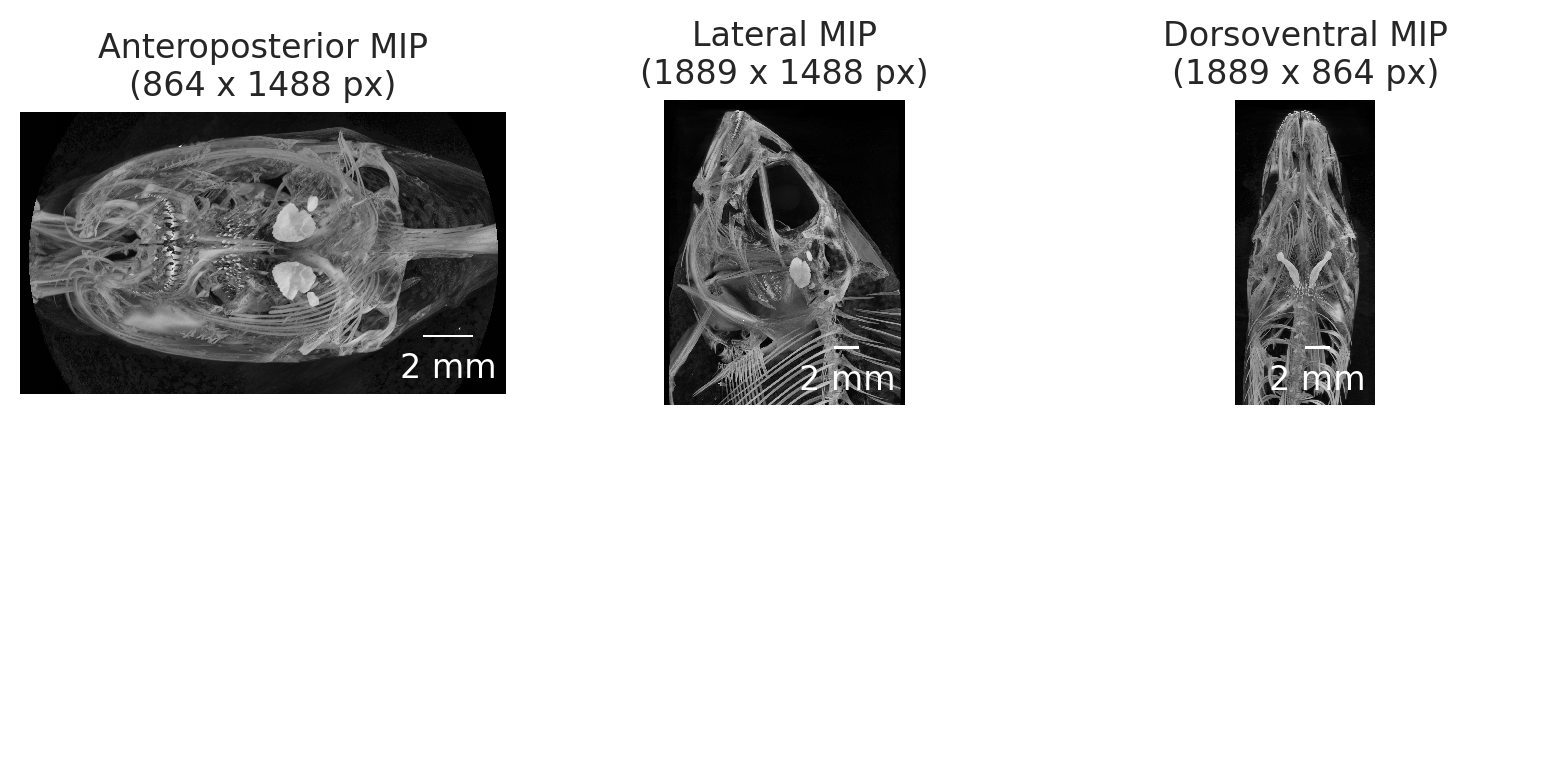 Anteroposterior MIP
(864 x 1488 px)
2 mm
Lateral MIP
(1889 x 1488 px)
2 mm
Dorsoventral MIP
(1889 x 864 px)
2 mm